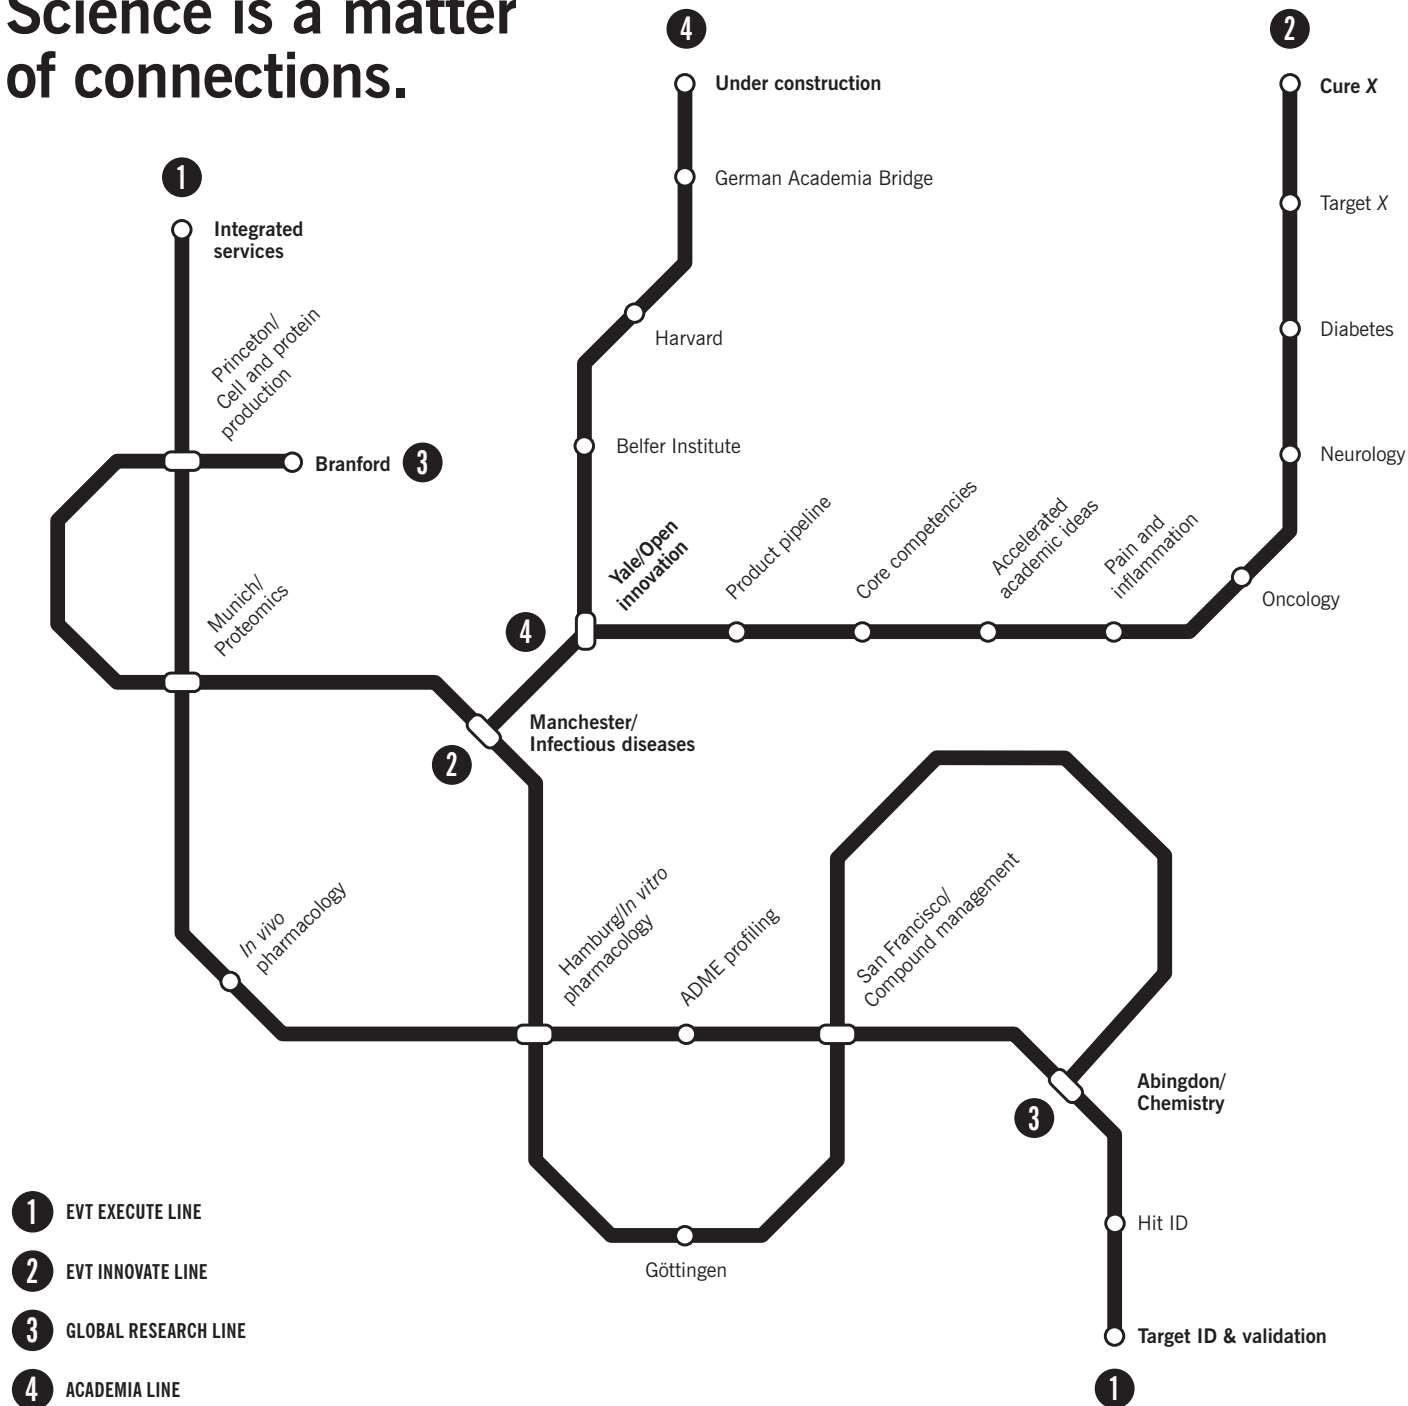 Science is a matter
of connections.
4
2
Under construction
Cure X
German Academia Bridge
1
Target X
Integrated
services
Princeton/
Cell and protein
production
Harvard
Diabetes
Belfer Institute
Neurology
Branford
3
Yale/Open
innovation
Product pipeline
Core competencies
Accelerated
academic ideas
Pain and
inflammation
Oncology
Munich/
Proteomics
4
Manchester/
Infectious diseases
2
In vivo
pharmacology
Hamburg/In vitro
pharmacology
ADME profiling
San Francisco/
Compound management
Abingdon/
Chemistry
3
Hit ID
Göttingen
Target ID & validation
1
1 EVT EXECUTE LINE
2 EVT INNOVATE LINE
3 GLOBAL RESEARCH LINE
4 ACADEMIA LINE